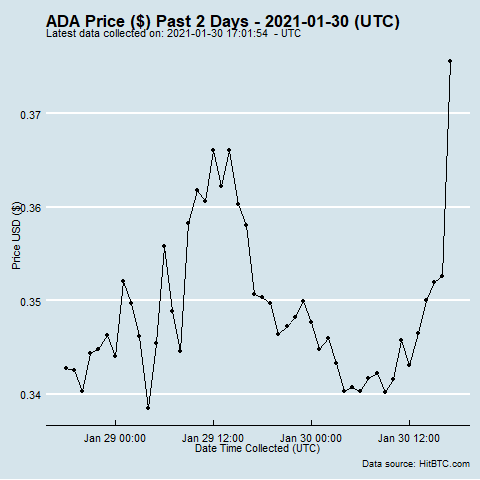 ADA Price ($) Past 2 Days - 2021-01-30 (UTC)
Latest data collected on: 2021-01-30 17:01:54 - UTC
0.37
0.36
0.35
0.34
Price USD ($)
Jan 29 00:00 Jan 29 12:00 Jan 30 00:00 Jan 30 12:00
Date Time Collected (UTC)
Data source: HitBTC.com